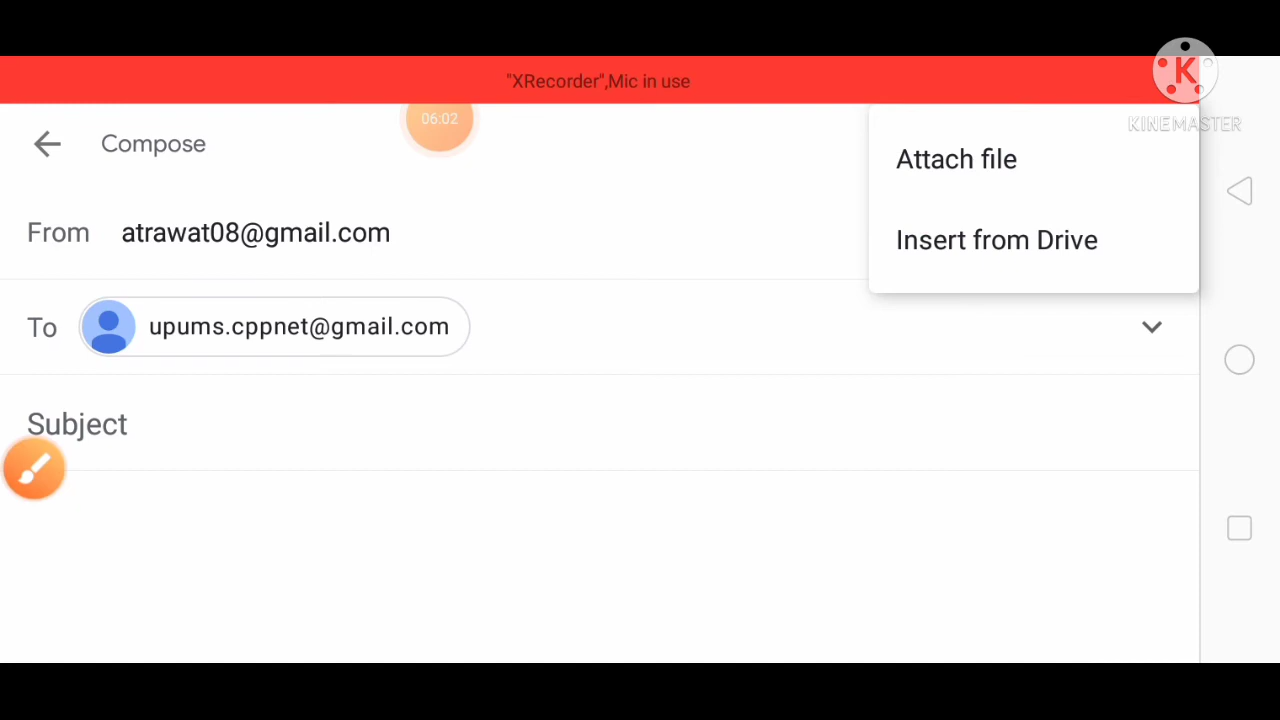 "XRecorder",Mic in use
K
KINEMASTER
06:02
Compose
Attach file
From atrawat08@gmail.com
Insert from Drive
To upums.cppnet@gmail.com
Subject